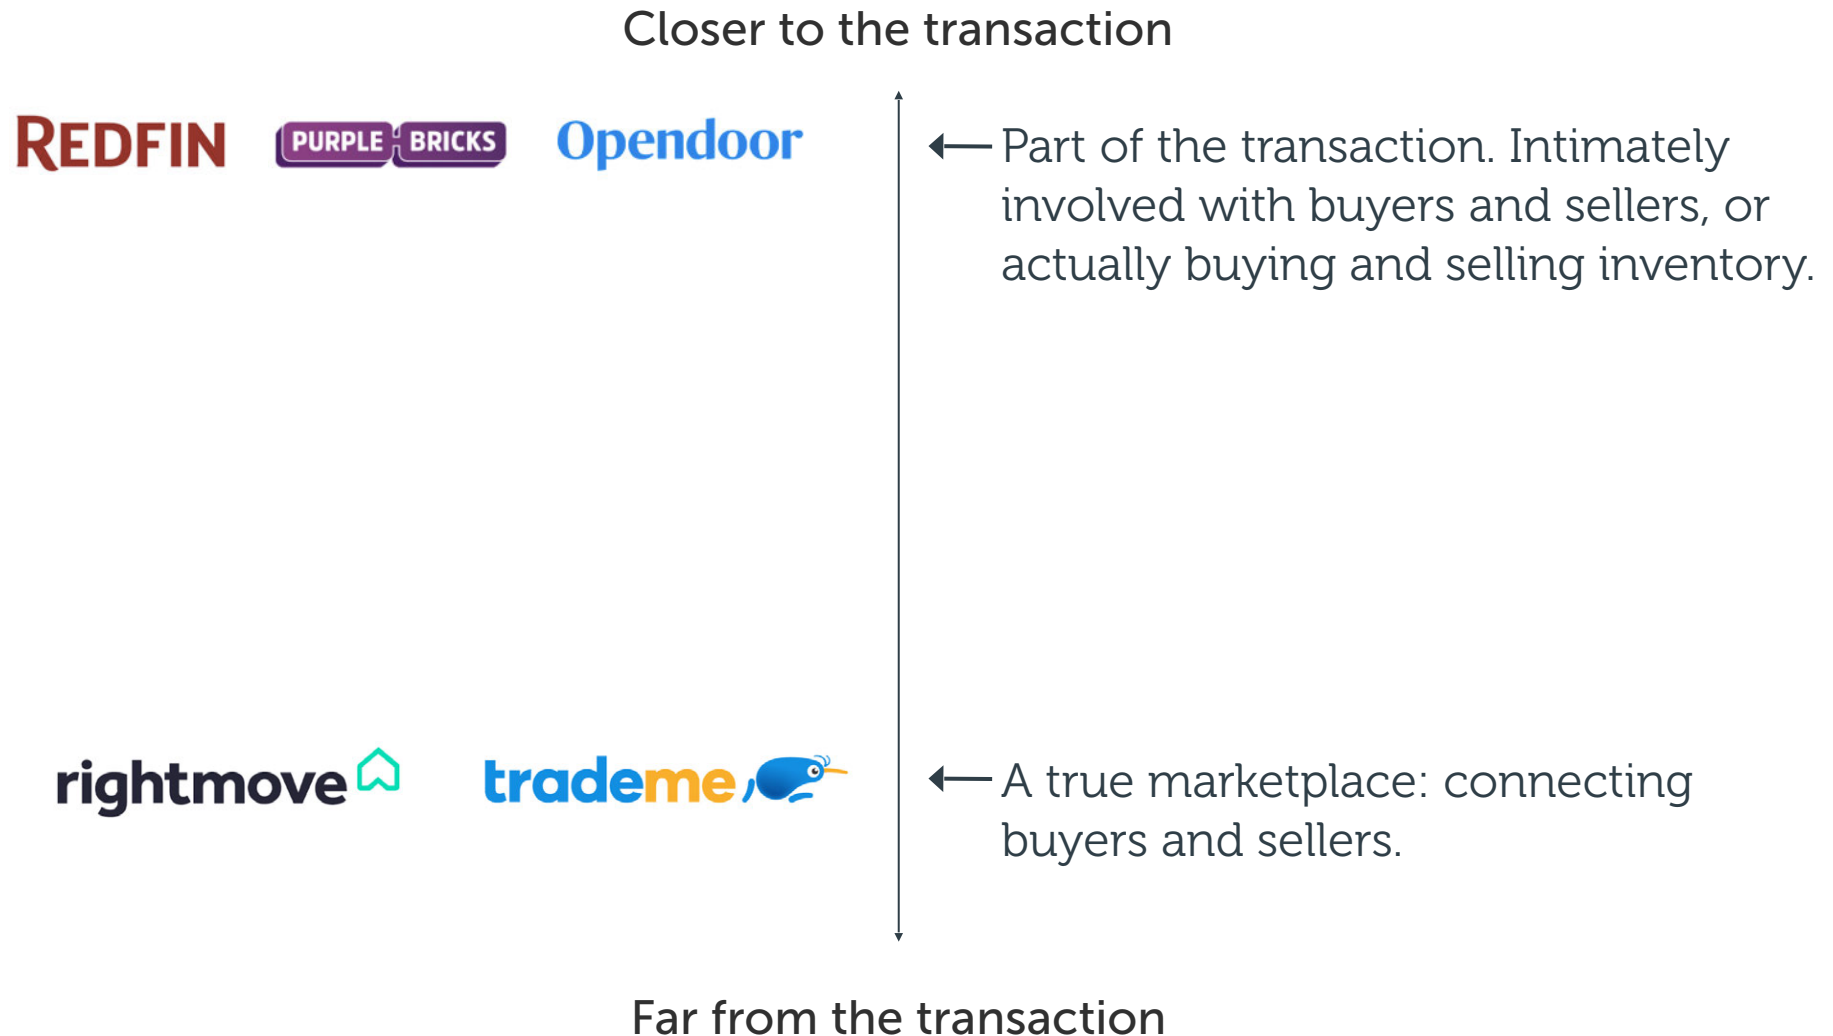 Closer to the transaction
REDFIN
PURPLE BRICKS
Opendoor
Part of the transaction. Intimately
involved with buyers and sellers, or
actually buying and selling inventory.
rightmove
trademe
A true marketplace: connecting
buyers and sellers.
Far from the transaction